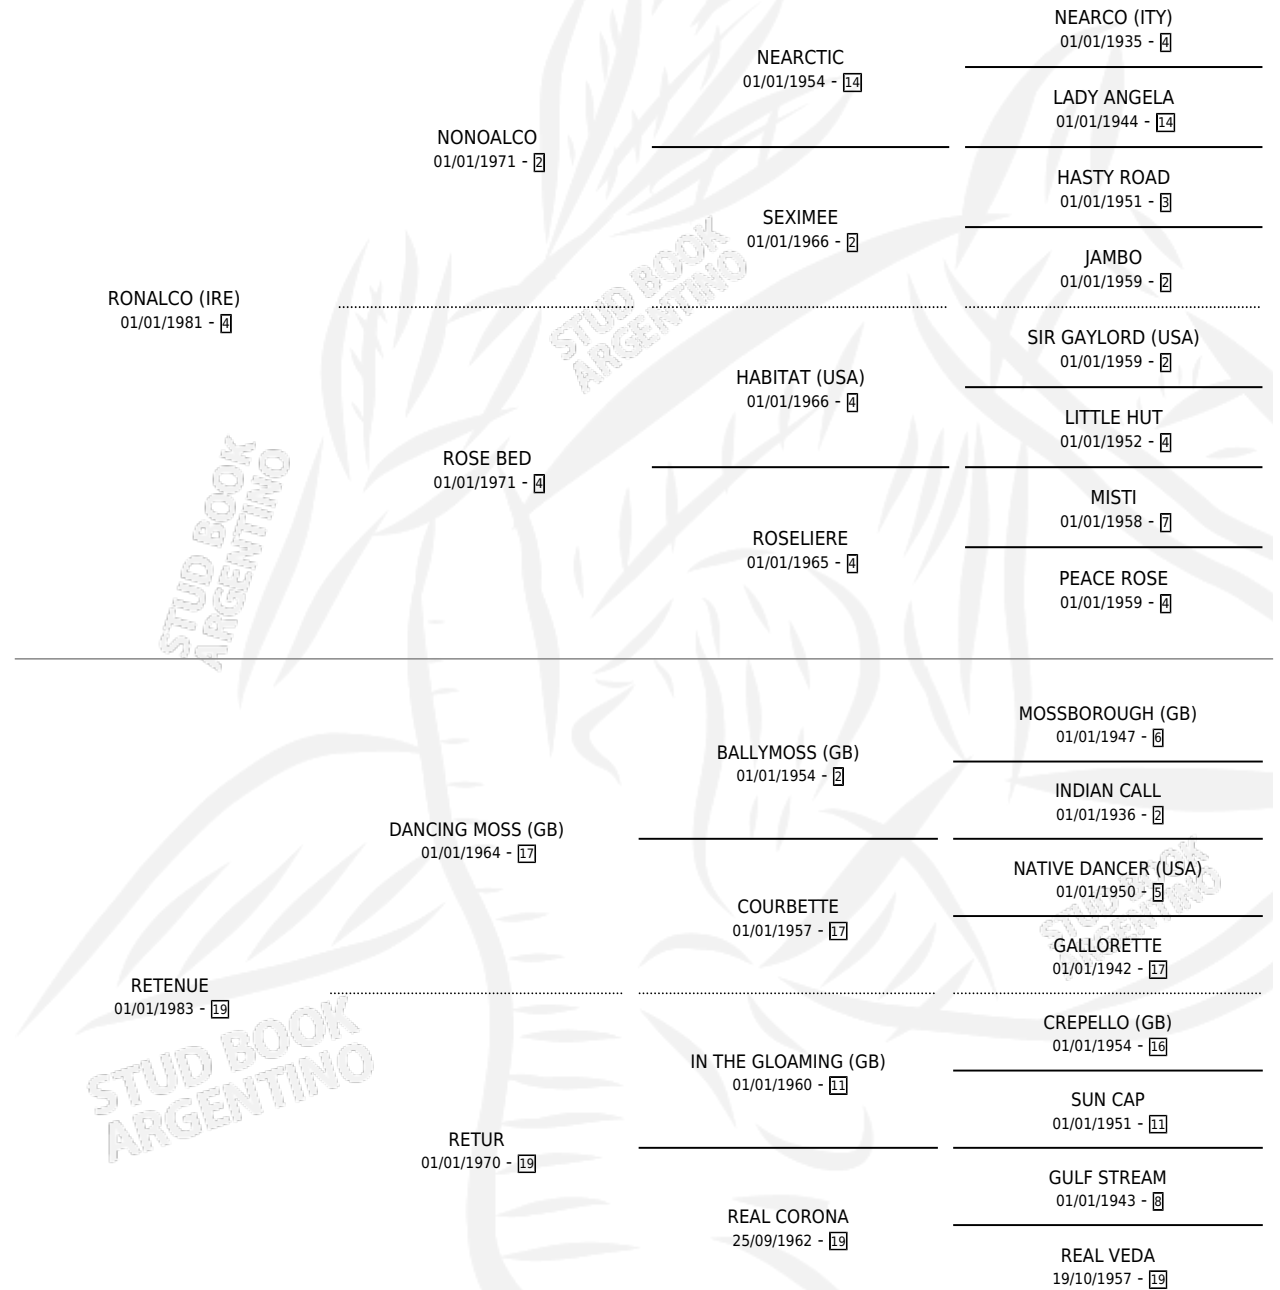 NEARCO (ITY)
01/01/1935 - 4
NEARCTIC
01/01/1954 - 14
LADY ANGELA
01/01/1944 - 14
NONOALCO
01/01/1971 - 2
HASTY ROAD
01/01/1951 - 3
SEXIMEE
01/01/1966 - 2
JAMBO
01/01/1959 - 2
RONALCO (IRE)
01/01/1981 - 4
SIR GAYLORD (USA)
01/01/1959 - 2
HABITAT (USA)
01/01/1966 - 4
LITTLE HUT
01/01/1952 - 4
ROSE BED
01/01/1971 - 4
MISTI
01/01/1958 - 7
ROSELIERE
01/01/1965 - 4
PEACE ROSE
01/01/1959 - 4
MOSSBOROUGH (GB)
01/01/1947 - 6
BALLYMOSS (GB)
01/01/1954 - 2
INDIAN CALL
01/01/1936 - 2
DANCING MOSS (GB)
01/01/1964 - 17
NATIVE DANCER (USA)
01/01/1950 - 5
COURBETTE
01/01/1957 - 17
GALLORETTE
01/01/1942 - 17
RETENUE
01/01/1983 - 19
CREPELLO (GB)
01/01/1954 - 16
IN THE GLOAMING (GB)
01/01/1960 - 11
SUN CAP
01/01/1951 - 11
RETUR
01/01/1970 - 19
GULF STREAM
01/01/1943 - 8
REAL CORONA
25/09/1962 - 19
REAL VEDA
19/10/1957 - 19
STUD BOOK
ARGENTINO
STUD BOOK
ARGENTINO
STUD BOOK
ARGENTINO
STUD BOOK
ARGENTINO